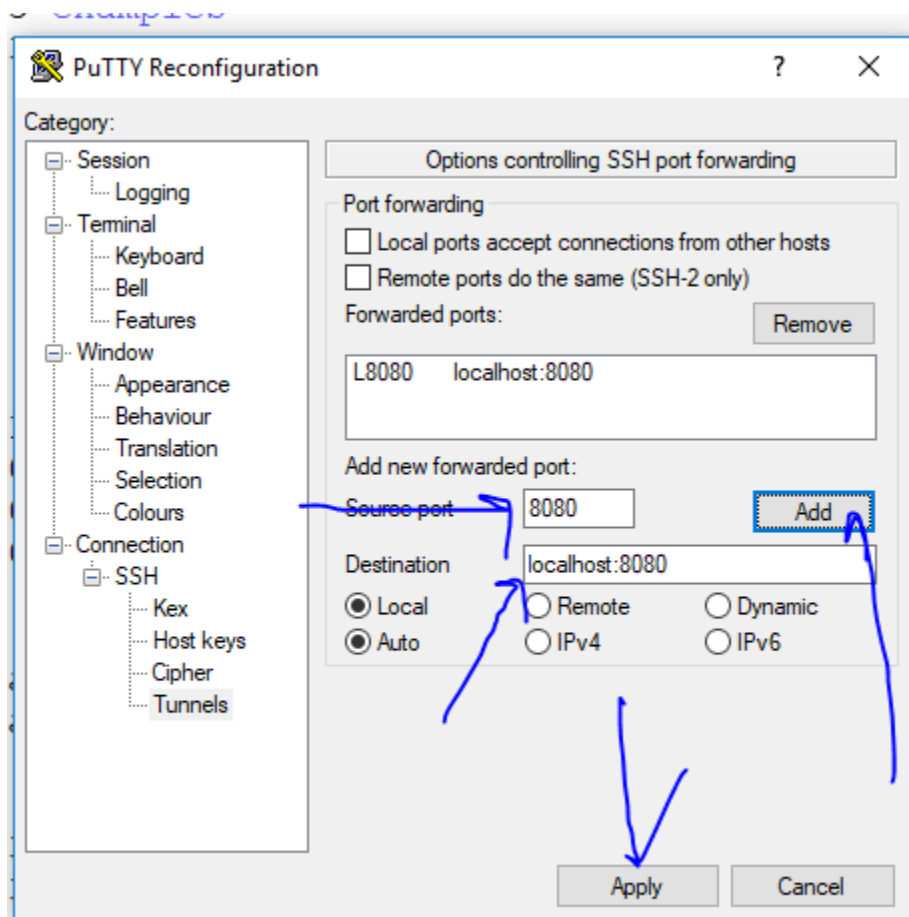 examples
PuTTY Reconfiguration ? ×
Category:
Session
Logging
Terminal
Keyboard
Bell
Features
Window
Appearance
Behaviour
Translation
Selection
Colours
Connection
SSH
Kex
Host keys
Cipher
Tunnels
Options controlling SSH port forwarding
Port forwarding
Local ports accept connections from other hosts
Remote ports do the same (SSH-2 only)
Forwarded ports:
Remove
L8080 localhost:8080
Add new forwarded port:
Source port 8080 Add
Destination localhost:8080
Local Remote Dynamic
Auto IPv4 IPv6
Apply Cancel